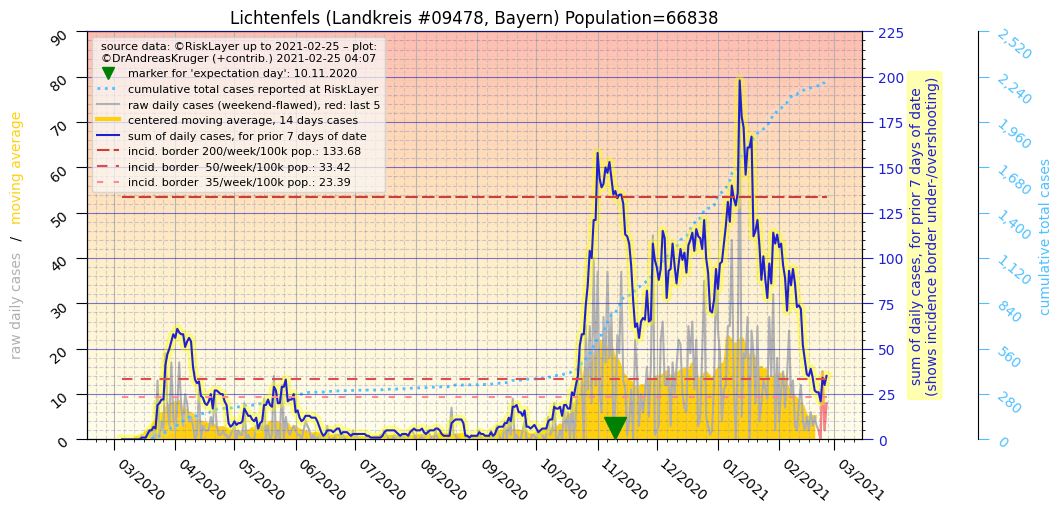 Lichtenfels (Landkreis #09478, Bayern) Population=66838
source data: ©RiskLayer up to 2021-02-25 – plot:
©DrAndreasKruger (+contrib.) 2021-02-25 04:07
marker for 'expectation day': 10.11.2020
cumulative total cases reported at RiskLayer
raw daily cases (weekend-flawed), red: last 5
centered moving average, 14 days cases
sum of daily cases, for prior 7 days of date
incid. border 200/week/100k pop.: 133.68
incid. border  50/week/100k pop.: 33.42
incid. border  35/week/100k pop.: 23.39
raw daily cases / moving average
90
80
70
60
50
40
30
20
10
0
03/2020
04/2020
05/2020
06/2020
07/2020
08/2020
09/2020
10/2020
11/2020
12/2020
01/2021
02/2021
03/2021
225
200
175
150
125
100
75
50
25
0
sum of daily cases, for prior 7 days of date
(shows incidence border under-/overshooting)
2,520
2,240
1,960
1,680
1,400
1,120
840
560
280
0
cumulative total cases